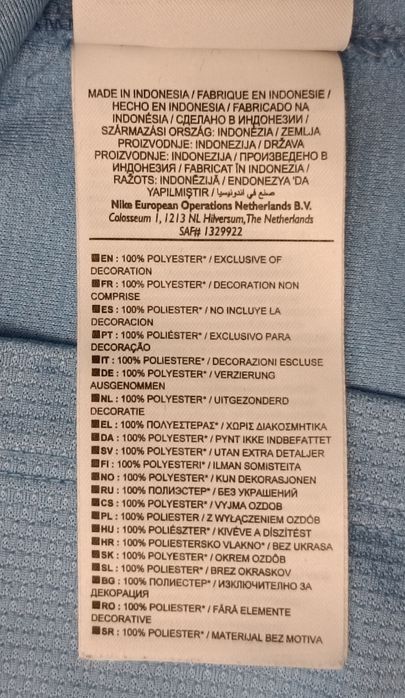 MADE IN INDONESIA / FABRIQUE EN INDONESIE /
HECHO EN INDONESIA / FABRICADO NA
INDONÉSIA / СДЕЛАНО В ИНДОНЕЗИИ /
SZÁRMAZÁSI ORSZÁG: INDONÉZIA / ZEMLJA
PROIZVODNJE: INDONEZIJA / DRŽAVA
PROIZVODNJE: INDONEZIJA / ПРОИЗВЕДЕНО В
ИНДОНЕЗИЯ / FABRICAT ÎN INDONEZIA /
RAŽOTS: INDONĒZIJĀ / ENDONEZYA 'DA
YAPILMIŞTIR / صنع في أندونيسيا
Nike European Operations Netherlands B.V.
Colosseum 1, 1213 NL Hilversum, The Netherlands
SAF# 1329922
EN : 100% POLYESTER* / EXCLUSIVE OF
DECORATION
FR : 100% POLYESTER* / DECORATION NON
COMPRISE
ES : 100% POLIESTER* / NO INCLUYE LA
DECORACION
PT : 100% POLIÉSTER* / EXCLUSIVO PARA
DECORAÇÃO
IT : 100% POLIESTERE* / DECORAZIONI ESCLUSE
DE : 100% POLYESTER* / VERZIERUNG
AUSGENOMMEN
NL : 100% POLYESTER* / UITGEZONDERD
DECORATIE
EL : 100% ΠΟΛΥΕΣΤΕΡΑΣ* / ΧΩΡΙΣ ΔΙΑΚΟΣΜΗΤΙΚΑ
DA : 100% POLYESTER* / PYNT IKKE INDBEFATTET
SV : 100% POLYESTER* / UTAN EXTRA DETALJER
FI : 100% POLYESTERI* / ILMAN SOMISTEITA
NO : 100% POLYESTER* / KUN DEKORASJONEN
RU : 100% ПОЛИЭСТЕР* / БЕЗ УКРАШЕНИЙ
CS : 100% POLYESTER* / VYJMA OZDOB
PL : 100% POLIESTER / Z WYŁĄCZENIEM OZDÓB
HU : 100% POLIÉSZTER* / KIVÉVE A DÍSZÍTÉST
HR : 100% POLIESTERSKO VLAKNO* / BEZ UKRASA
SK : 100% POLYESTER* / OKREM OZDÔB
SL : 100% POLIESTER* / BREZ OKRASKOV
BG : 100% ПОЛИЕСТЕР* / ИЗКЛЮЧИТЕЛНО ЗА
ДЕКОРАЦИЯ
RO : 100% POLIESTER* / FĂRĂ ELEMENTE
DECORATIVE
SR : 100% POLIESTER* / MATERIJAL BEZ MOTIVA